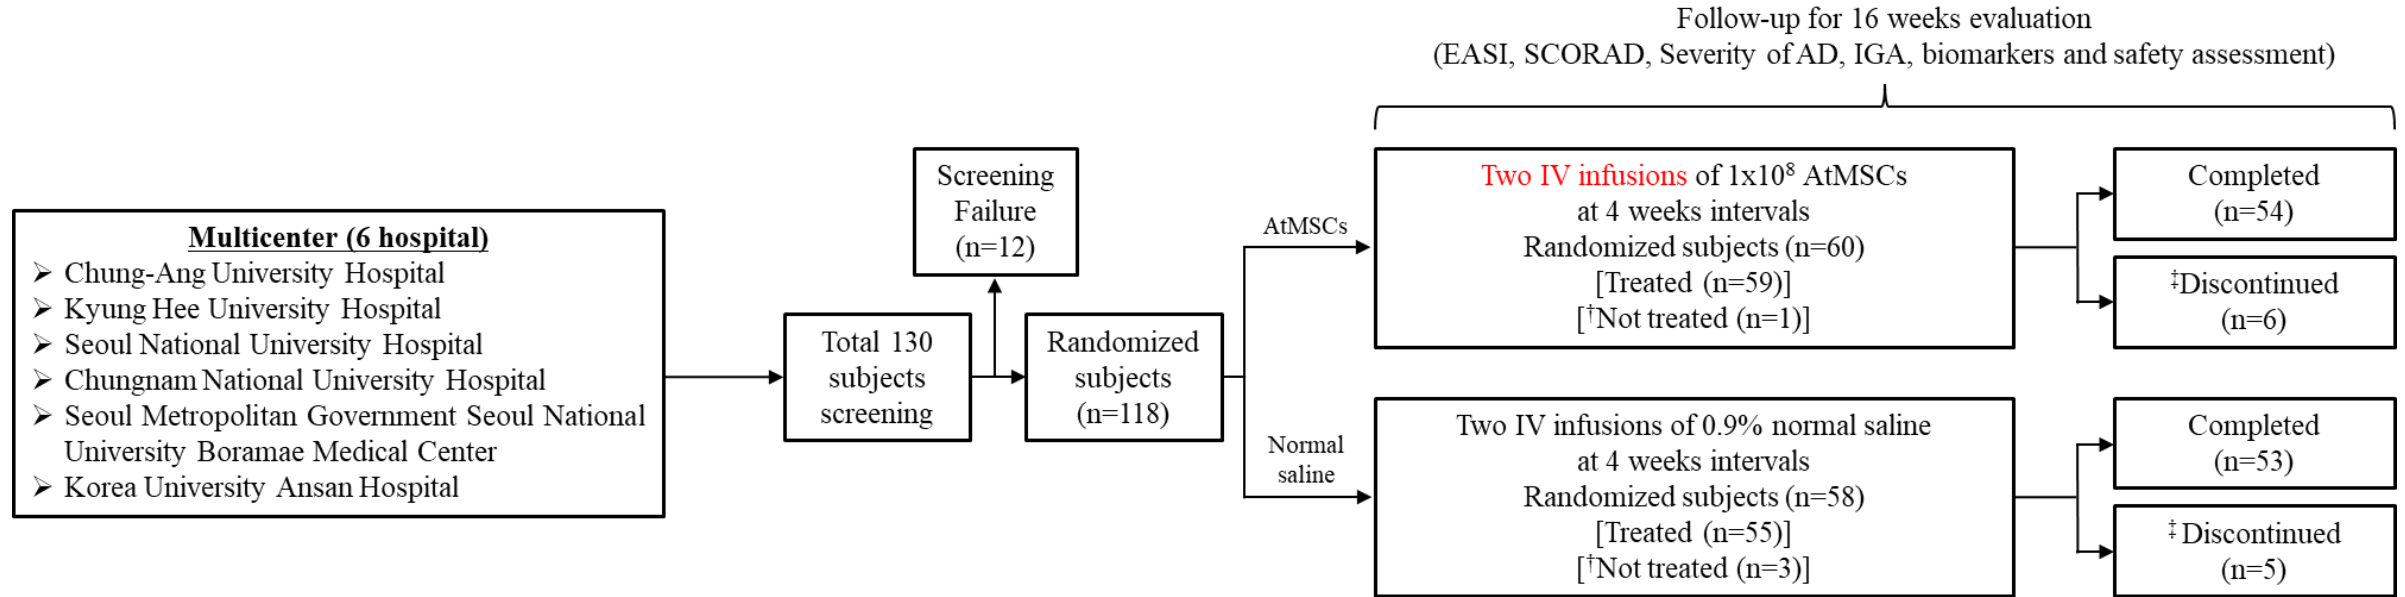 Follow-up for 16 weeks evaluation
(EASI, SCORAD, Severity of AD, IGA, biomarkers and safety assessment)
Multicenter (6 hospital)
➢ Chung-Ang University Hospital
➢ Kyung Hee University Hospital
➢ Seoul National University Hospital
➢ Chungnam National University Hospital
➢ Seoul Metropolitan Government Seoul National
University Boramae Medical Center
➢ Korea University Ansan Hospital
Total 130
subjects
screening
Screening
Failure
(n=12)
Randomized
subjects
(n=118)
AtMSCs
Two IV infusions of 1x10⁸ AtMSCs
at 4 weeks intervals
Randomized subjects (n=60)
[Treated (n=59)]
[†Not treated (n=1)]
Completed
(n=54)
‡Discontinued
(n=6)
Normal
saline
Two IV infusions of 0.9% normal saline
at 4 weeks intervals
Randomized subjects (n=58)
[Treated (n=55)]
[†Not treated (n=3)]
Completed
(n=53)
‡Discontinued
(n=5)